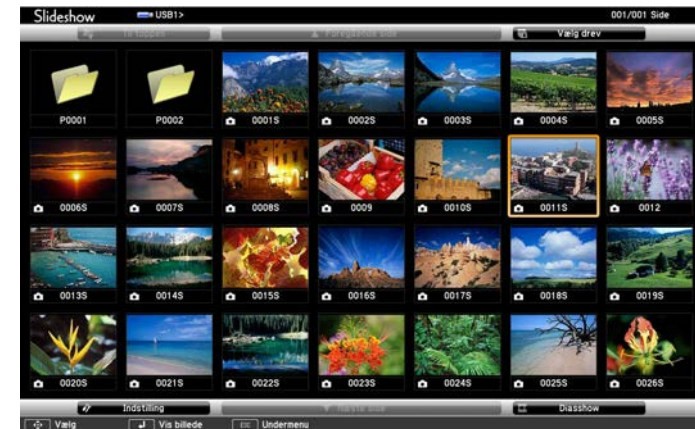 Slideshow USB1> 001/001 Side
Til toppen ▲ Foregående side Vælg drev
P0001 P0002 0001S 0002S 0003S 0004S 0005S
0006S 0007S 0008S 0009 0010S 0011S 0012
0013S 0014S 0015S 0016S 0017S 0018S 0019S
0020S 0021S 0022S 0023S 0024S 0025S 0026S
Indstilling ▼ Næste side Diasshow
Vælg Vis billede Esc Undermenu